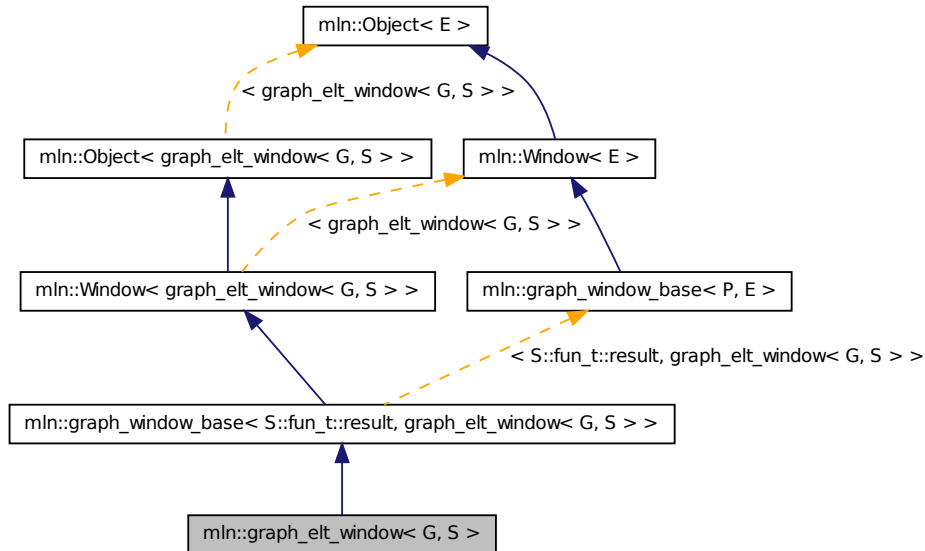 mln::Object< E >
< graph_elt_window< G, S > >
mln::Object< graph_elt_window< G, S > >
mln::Window< E >
< graph_elt_window< G, S > >
mln::Window< graph_elt_window< G, S > >
mln::graph_window_base< P, E >
< S::fun_t::result, graph_elt_window< G, S > >
mln::graph_window_base< S::fun_t::result, graph_elt_window< G, S > >
mln::graph_elt_window< G, S >